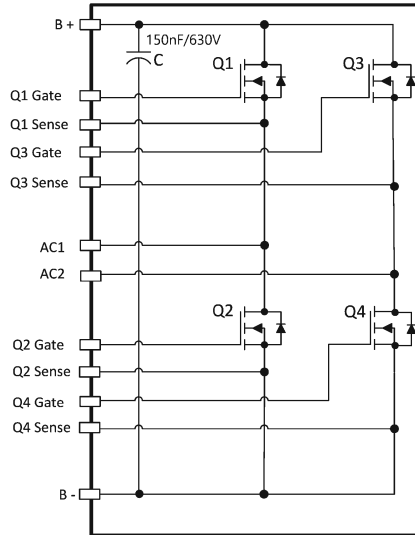 B +
150nF/630V
C
Q1
Q3
Q1 Gate
Q1 Sense
Q3 Gate
Q3 Sense
AC1
AC2
Q2
Q4
Q2 Gate
Q2 Sense
Q4 Gate
Q4 Sense
B -